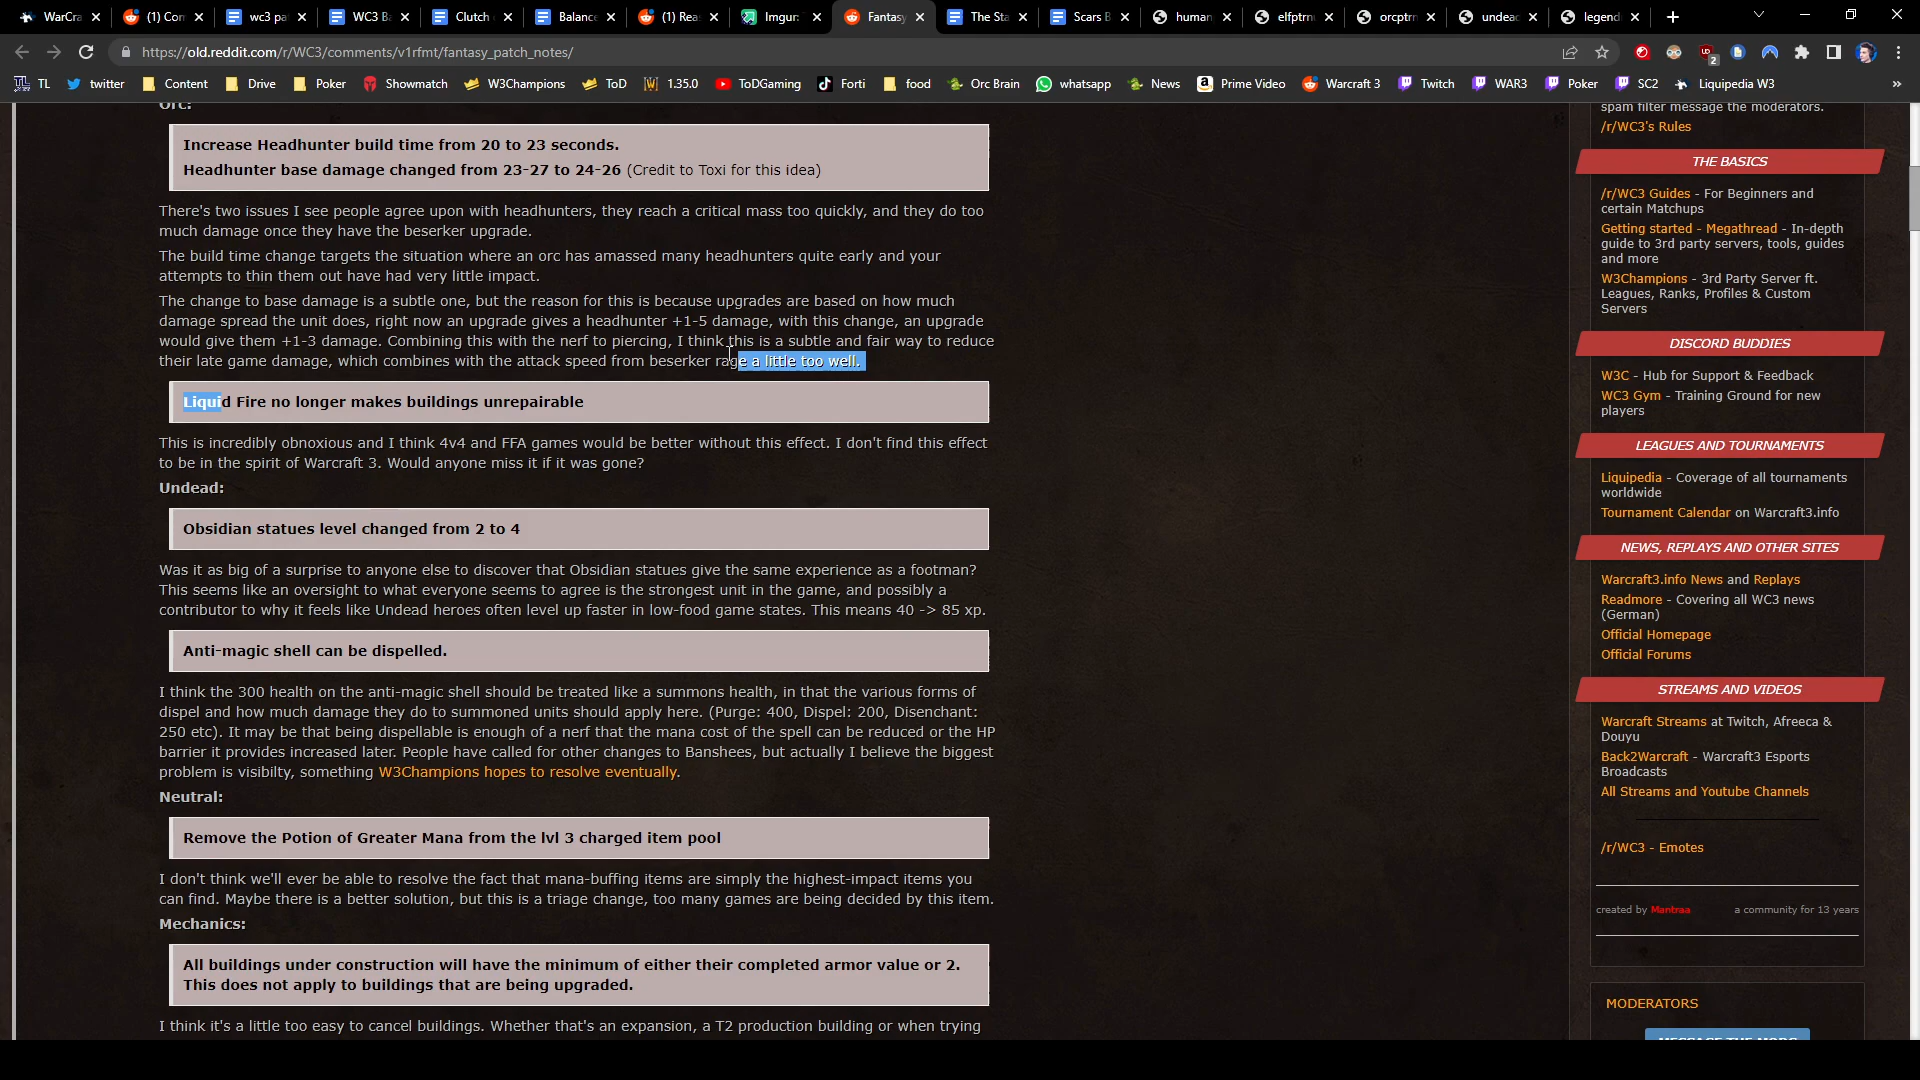 WarCra
(1) Con
wc3 pa
WC3 Ba
Clutch
Balance
(1) Rea
Imgur:
Fantasy
The Sta
Scars B
human
elfptrn
orcptrn
undea
legend
https://old.reddit.com/r/WC3/comments/v1rfmt/fantasy_patch_notes/
2
TL
twitter
Content
Drive
Poker
Showmatch
W3Champions
ToD
1.35.0
ToDGaming
Forti
food
Orc Brain
whatsapp
News
Prime Video
Warcraft 3
Twitch
WAR3
Poker
SC2
Liquipedia W3
»
Orc:
Increase Headhunter build time from 20 to 23 seconds.
Headhunter base damage changed from 23-27 to 24-26 (Credit to Toxi for this idea)
There's two issues I see people agree upon with headhunters, they reach a critical mass too quickly, and they do too
much damage once they have the beserker upgrade.
The build time change targets the situation where an orc has amassed many headhunters quite early and your
attempts to thin them out have had very little impact.
The change to base damage is a subtle one, but the reason for this is because upgrades are based on how much
damage spread the unit does, right now an upgrade gives a headhunter +1-5 damage, with this change, an upgrade
would give them +1-3 damage. Combining this with the nerf to piercing, I think this is a subtle and fair way to reduce
their late game damage, which combines with the attack speed from beserker rage a little too well.
Liquid Fire no longer makes buildings unrepairable
This is incredibly obnoxious and I think 4v4 and FFA games would be better without this effect. I don't find this effect
to be in the spirit of Warcraft 3. Would anyone miss it if it was gone?
Undead:
Obsidian statues level changed from 2 to 4
Was it as big of a surprise to anyone else to discover that Obsidian statues give the same experience as a footman?
This seems like an oversight to what everyone seems to agree is the strongest unit in the game, and possibly a
contributor to why it feels like Undead heroes often level up faster in low-food game states. This means 40 -> 85 xp.
Anti-magic shell can be dispelled.
I think the 300 health on the anti-magic shell should be treated like a summons health, in that the various forms of
dispel and how much damage they do to summoned units should apply here. (Purge: 400, Dispel: 200, Disenchant:
250 etc). It may be that being dispellable is enough of a nerf that the mana cost of the spell can be reduced or the HP
barrier it provides increased later. People have called for other changes to Banshees, but actually I believe the biggest
problem is visibilty, something W3Champions hopes to resolve eventually.
Neutral:
Remove the Potion of Greater Mana from the lvl 3 charged item pool
I don't think we'll ever be able to resolve the fact that mana-buffing items are simply the highest-impact items you
can find. Maybe there is a better solution, but this is a triage change, too many games are being decided by this item.
Mechanics:
All buildings under construction will have the minimum of either their completed armor value or 2.
This does not apply to buildings that are being upgraded.
I think it's a little too easy to cancel buildings. Whether that's an expansion, a T2 production building or when trying
spam filter message the moderators.
/r/WC3's Rules
THE BASICS
/r/WC3 Guides - For Beginners and
certain Matchups
Getting started - Megathread - In-depth
guide to 3rd party servers, tools, guides
and more
W3Champions - 3rd Party Server ft.
Leagues, Ranks, Profiles & Custom
Servers
DISCORD BUDDIES
W3C - Hub for Support & Feedback
WC3 Gym - Training Ground for new
players
LEAGUES AND TOURNAMENTS
Liquipedia - Coverage of all tournaments
worldwide
Tournament Calendar on Warcraft3.info
NEWS, REPLAYS AND OTHER SITES
Warcraft3.info News and Replays
Readmore - Covering all WC3 news
(German)
Official Homepage
Official Forums
STREAMS AND VIDEOS
Warcraft Streams at Twitch, Afreeca &
Douyu
Back2Warcraft - Warcraft3 Esports
Broadcasts
All Streams and Youtube Channels
/r/WC3 - Emotes
created by Mantraa
a community for 13 years
MODERATORS
MESSAGE THE MODS